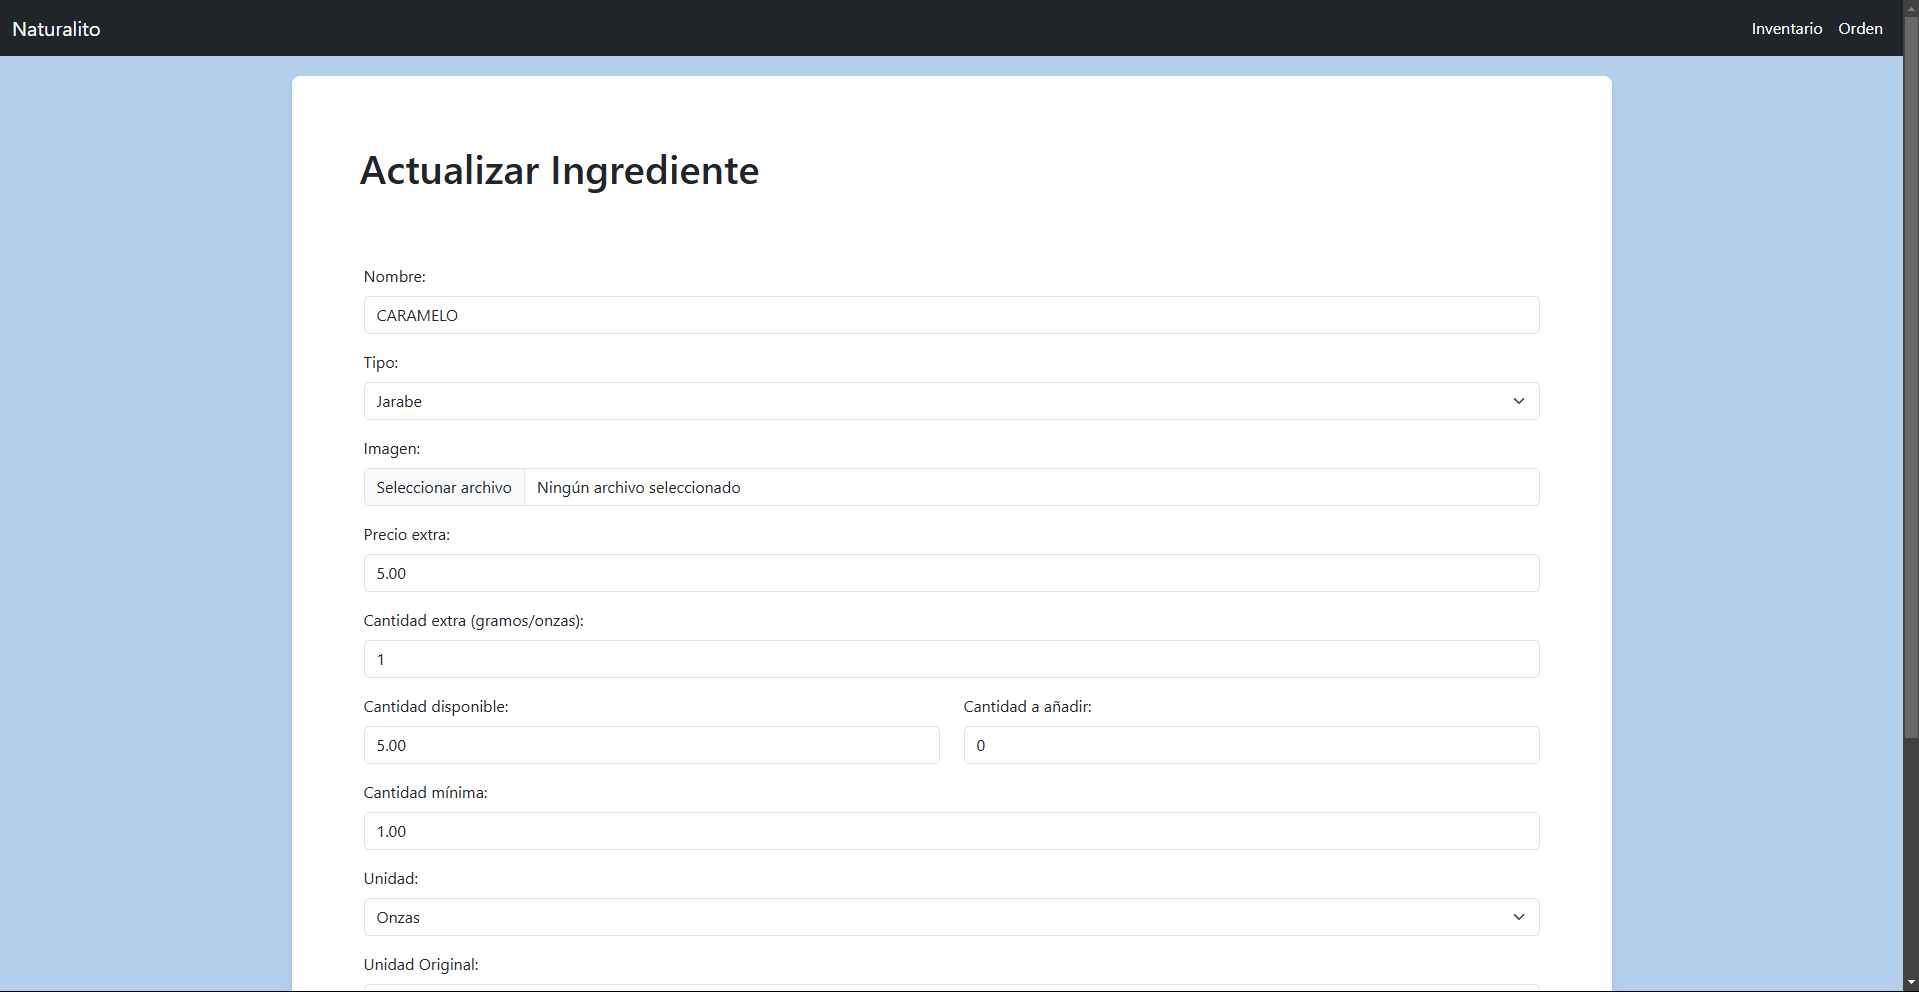 Naturalito
Inventario Orden
Actualizar Ingrediente
Nombre:
CARAMELO
Tipo:
Jarabe
Imagen:
Seleccionar archivo Ningún archivo seleccionado
Precio extra:
5.00
Cantidad extra (gramos/onzas):
1
Cantidad disponible: Cantidad a añadir:
5.00 0
Cantidad mínima:
1.00
Unidad:
Onzas
Unidad Original: